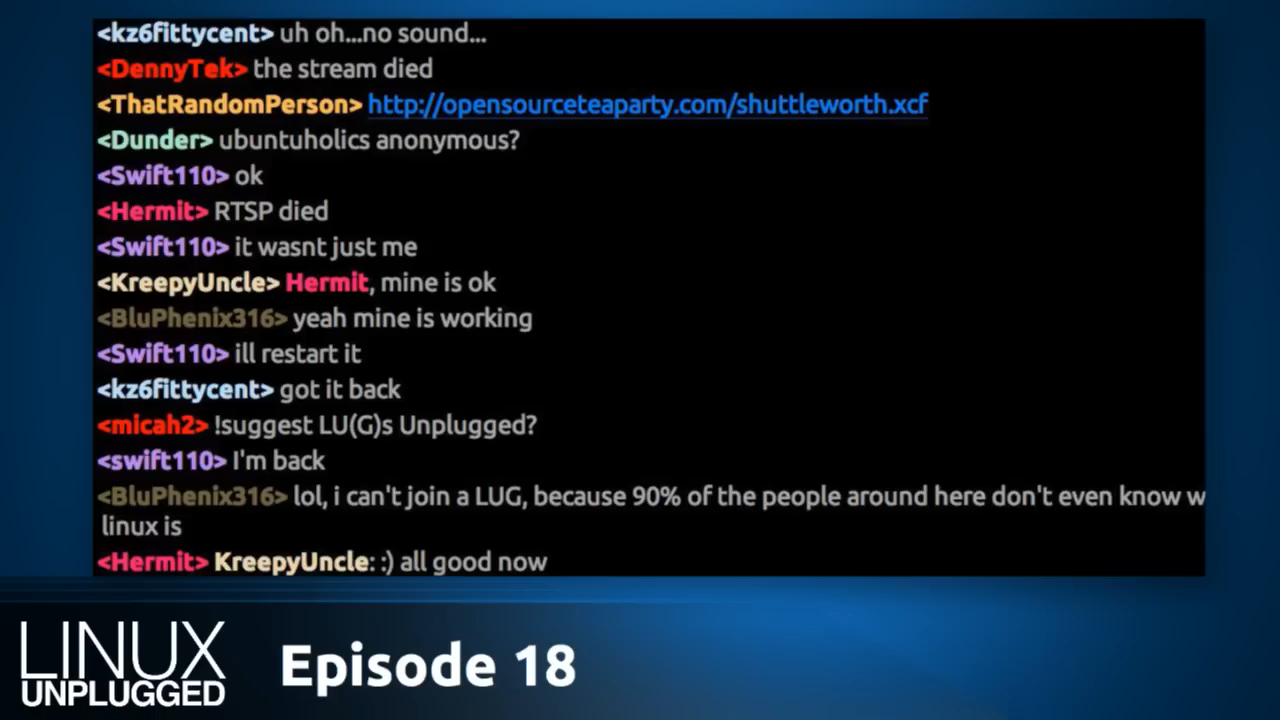 <kz6fittycent> uh oh...no sound...
<DennyTek> the stream died
<ThatRandomPerson> http://opensourceteaparty.com/shuttleworth.xcf
<Dunder> ubuntuholics anonymous?
<Swift110> ok
<Hermit> RTSP died
<Swift110> it wasnt just me
<KreepyUncle> Hermit, mine is ok
<BluPhenix316> yeah mine is working
<Swift110> ill restart it
<kz6fittycent> got it back
<micah2> !suggest LU(G)s Unplugged?
<swift110> I'm back
<BluPhenix316> lol, i can't join a LUG, because 90% of the people around here don't even know w
linux is
<Hermit> KreepyUncle: :) all good now
LINUX
UNPLUGGED
Episode 18